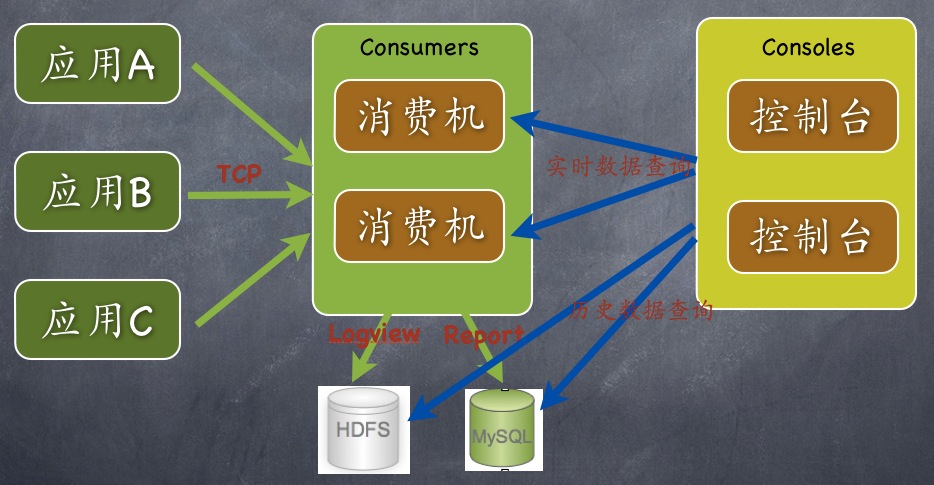 应用A
应用B
应用C
TCP
Consumers
消费机
消费机
Consoles
控制台
控制台
实时数据查询
历史数据查询
Logview
Report
HDFS
MySQL